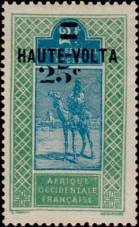 HAUTE-VOLTA
25c
AFRIQUE
OCCIDENTALE
FRANÇAISE